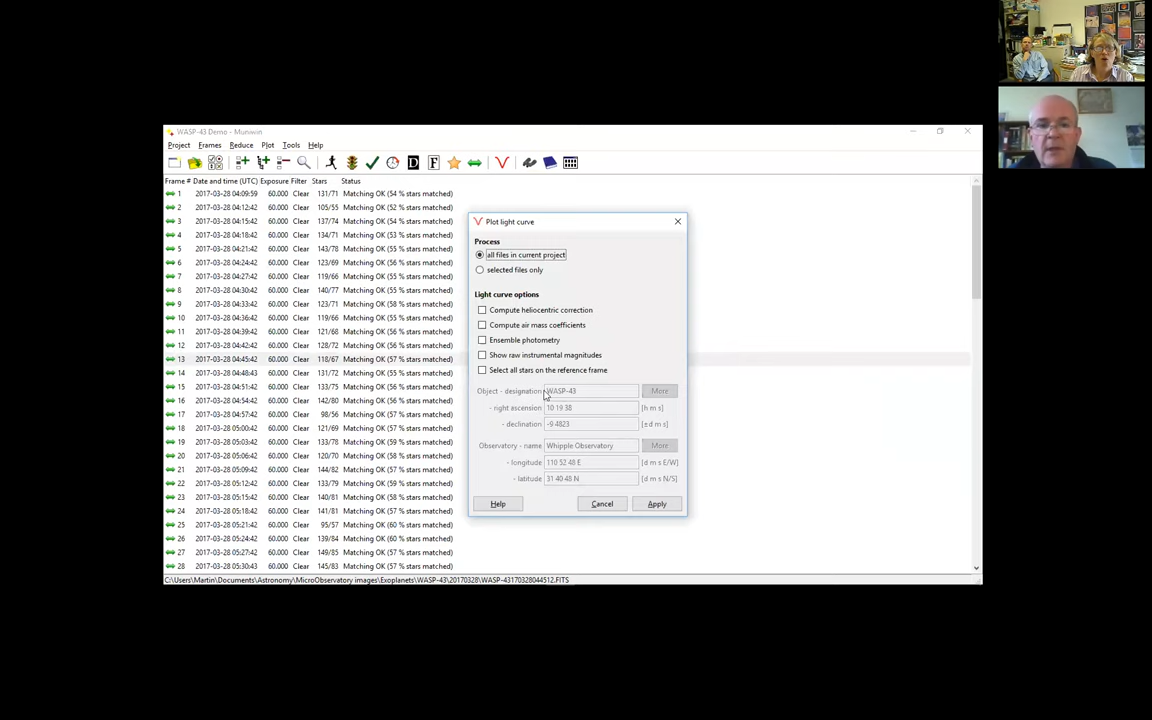 WASP-43 Demo - Muniwin
Project Frames Reduce Plot Tools Help
Frame # Date and time (UTC) Exposure Filter Stars Status
1 2017-03-28 04:09:59 60.000 Clear 131/71 Matching OK (54 % stars matched)
2 2017-03-28 04:12:42 60.000 Clear 105/55 Matching OK (52 % stars matched)
3 2017-03-28 04:15:42 60.000 Clear 137/74 Matching OK (54 % stars matched)
4 2017-03-28 04:18:42 60.000 Clear 134/71 Matching OK (53 % stars matched)
5 2017-03-28 04:21:42 60.000 Clear 143/78 Matching OK (55 % stars matched)
6 2017-03-28 04:24:42 60.000 Clear 123/69 Matching OK (56 % stars matched)
7 2017-03-28 04:27:42 60.000 Clear 119/66 Matching OK (55 % stars matched)
8 2017-03-28 04:30:42 60.000 Clear 140/77 Matching OK (55 % stars matched)
9 2017-03-28 04:33:42 60.000 Clear 123/71 Matching OK (58 % stars matched)
10 2017-03-28 04:36:42 60.000 Clear 119/66 Matching OK (55 % stars matched)
11 2017-03-28 04:39:42 60.000 Clear 121/68 Matching OK (56 % stars matched)
12 2017-03-28 04:42:42 60.000 Clear 128/72 Matching OK (56 % stars matched)
13 2017-03-28 04:45:42 60.000 Clear 118/67 Matching OK (57 % stars matched)
14 2017-03-28 04:48:43 60.000 Clear 131/72 Matching OK (55 % stars matched)
15 2017-03-28 04:51:42 60.000 Clear 133/75 Matching OK (56 % stars matched)
16 2017-03-28 04:54:42 60.000 Clear 142/80 Matching OK (56 % stars matched)
17 2017-03-28 04:57:42 60.000 Clear 98/56 Matching OK (57 % stars matched)
18 2017-03-28 05:00:42 60.000 Clear 121/69 Matching OK (57 % stars matched)
19 2017-03-28 05:03:42 60.000 Clear 133/78 Matching OK (59 % stars matched)
20 2017-03-28 05:06:42 60.000 Clear 120/70 Matching OK (58 % stars matched)
21 2017-03-28 05:09:42 60.000 Clear 144/82 Matching OK (57 % stars matched)
22 2017-03-28 05:12:42 60.000 Clear 133/79 Matching OK (59 % stars matched)
23 2017-03-28 05:15:42 60.000 Clear 140/81 Matching OK (58 % stars matched)
24 2017-03-28 05:18:42 60.000 Clear 141/81 Matching OK (57 % stars matched)
25 2017-03-28 05:21:42 60.000 Clear 95/57 Matching OK (60 % stars matched)
26 2017-03-28 05:24:42 60.000 Clear 139/84 Matching OK (60 % stars matched)
27 2017-03-28 05:27:42 60.000 Clear 149/85 Matching OK (57 % stars matched)
28 2017-03-28 05:30:43 60.000 Clear 145/83 Matching OK (57 % stars matched)
C:\Users\Martin\Documents\Astronomy\MicroObservatory images\Exoplanets\WASP-43\20170328\WASP-43170328044512.FITS
Plot light curve
Process
all files in current project
selected files only
Light curve options
Compute heliocentric correction
Compute air mass coefficients
Ensemble photometry
Show raw instrumental magnitudes
Select all stars on the reference frame
Object - designation WASP-43 More
- right ascension 10 19 38 [h m s]
- declination -9 4823 [±d m s]
Observatory - name Whipple Observatory More
- longitude 110 52 48 E [d m s E/W]
- latitude 31 40 48 N [d m s N/S]
Help Cancel Apply